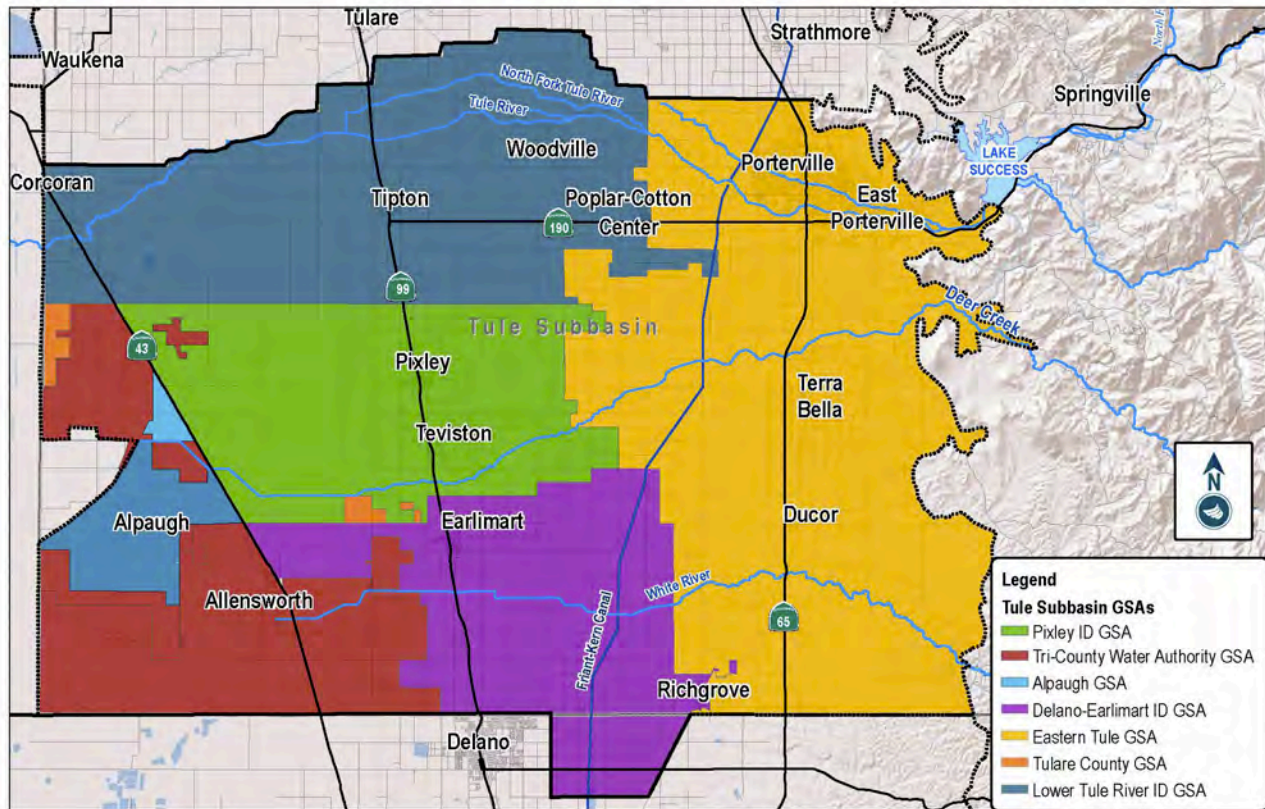 Tulare
Strathmore
Waukena
North F
Springville
North Fork Tule River
Tule River
Woodville
LAKE
SUCCESS
Porterville
Corcoran
East
Porterville
Tipton
Poplar-Cotton
Center
190
99
Deer Creek
Tule Subbasin
43
Pixley
Terra
Bella
Teviston
N
Alpaugh
Earlimart
Ducor
Allensworth
White River
65
Friant-Kern Canal
Richgrove
Delano
Legend
Tule Subbasin GSAs
Pixley ID GSA
Tri-County Water Authority GSA
Alpaugh GSA
Delano-Earlimart ID GSA
Eastern Tule GSA
Tulare County GSA
Lower Tule River ID GSA